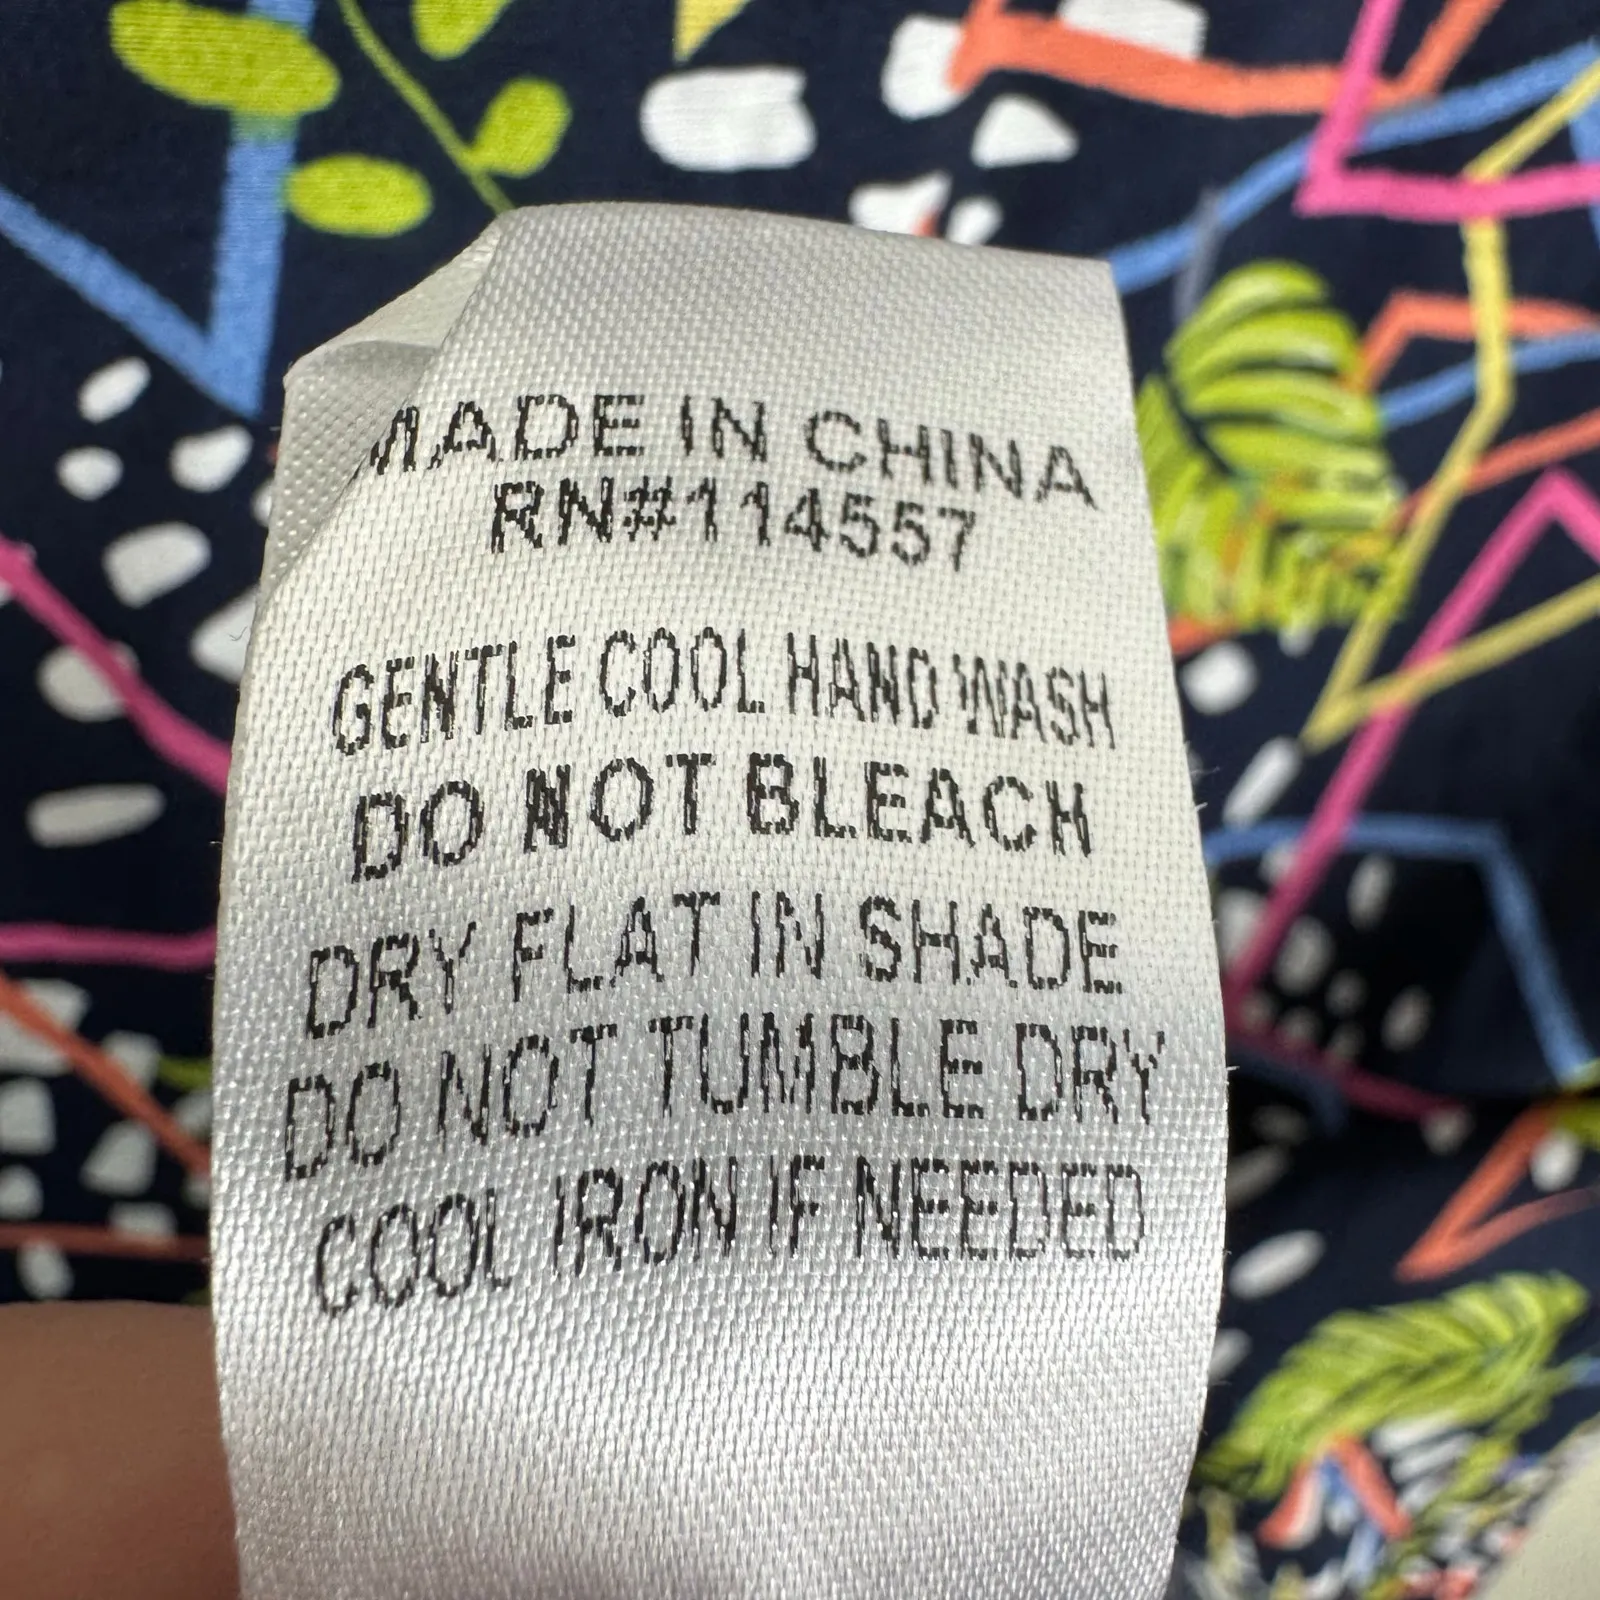 MADE IN CHINA
RN#114557
GENTLE COOL HAND WASH
DO NOT BLEACH
DRY FLAT IN SHADE
DO NOT TUMBLE DRY
COOL IRON IF NEEDED